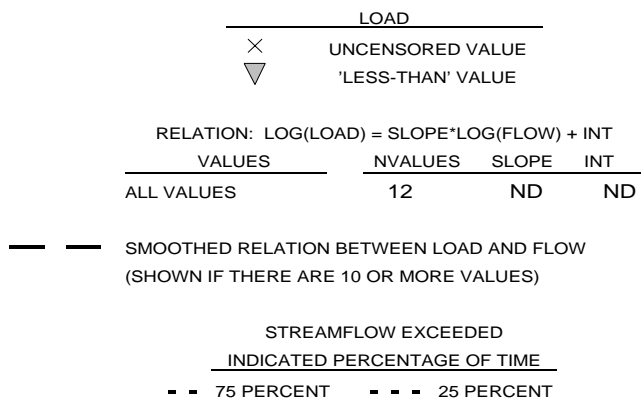 LOAD
UNCENSORED VALUE
'LESS-THAN' VALUE
RELATION: LOG(LOAD) = SLOPE*LOG(FLOW) + INT
VALUES NVALUES SLOPE INT
ALL VALUES 12 ND ND
SMOOTHED RELATION BETWEEN LOAD AND FLOW
(SHOWN IF THERE ARE 10 OR MORE VALUES)
STREAMFLOW EXCEEDED
INDICATED PERCENTAGE OF TIME
75 PERCENT 25 PERCENT